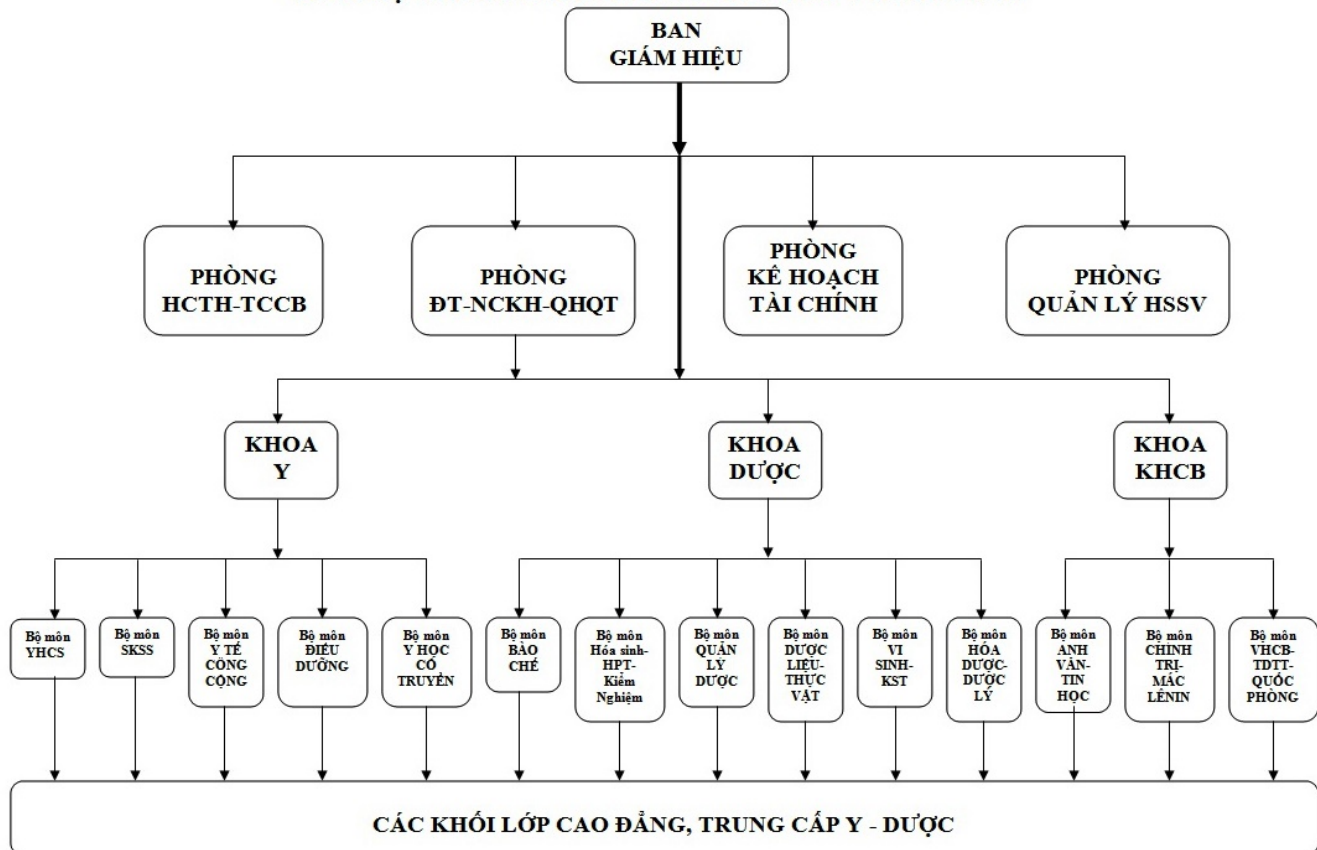 BAN
GIÁM HIỆU
PHÒNG
HCTH-TCCB
PHÒNG
ĐT-NCKH-QHQT
PHÒNG
KẾ HOẠCH
TÀI CHÍNH
PHÒNG
QUẢN LÝ HSSV
KHOA
Y
KHOA
DƯỢC
KHOA
KHCB
Bộ môn
YHCS
Bộ môn
SKSS
Bộ môn
Y TẾ
CÔNG
CỘNG
Bộ môn
ĐIỀU
DƯỠNG
Bộ môn
Y HỌC
CỔ
TRUYỀN
Bộ môn
BÀO
CHẾ
Bộ môn
Hóa sinh-
HPT-
Kiểm
Nghiệm
Bộ môn
QUẢN
LÝ
DƯỢC
Bộ môn
DƯỢC
LIỆU-
THỰC
VẬT
Bộ môn
VI
SINH-
KST
Bộ môn
HÓA
DƯỢC-
DƯỢC
LÝ
Bộ môn
ANH
VĂN-
TIN
HỌC
Bộ môn
CHÍNH
TRỊ-
MÁC
LÊNIN
Bộ môn
VHCB-
TDTT-
QUỐC
PHÒNG
CÁC KHỐI LỚP CAO ĐẲNG, TRUNG CẤP Y - DƯỢC